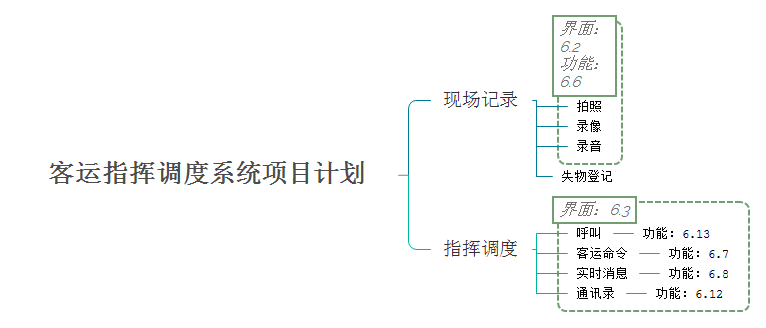 界面：
6.2
功能：
6.6
现场记录
拍照
录像
录音
失物登记
客运指挥调度系统项目计划
界面：6.3
指挥调度
呼叫 功能：6.13
客运命令 功能：6.7
实时消息 功能：6.8
通讯录 功能：6.12